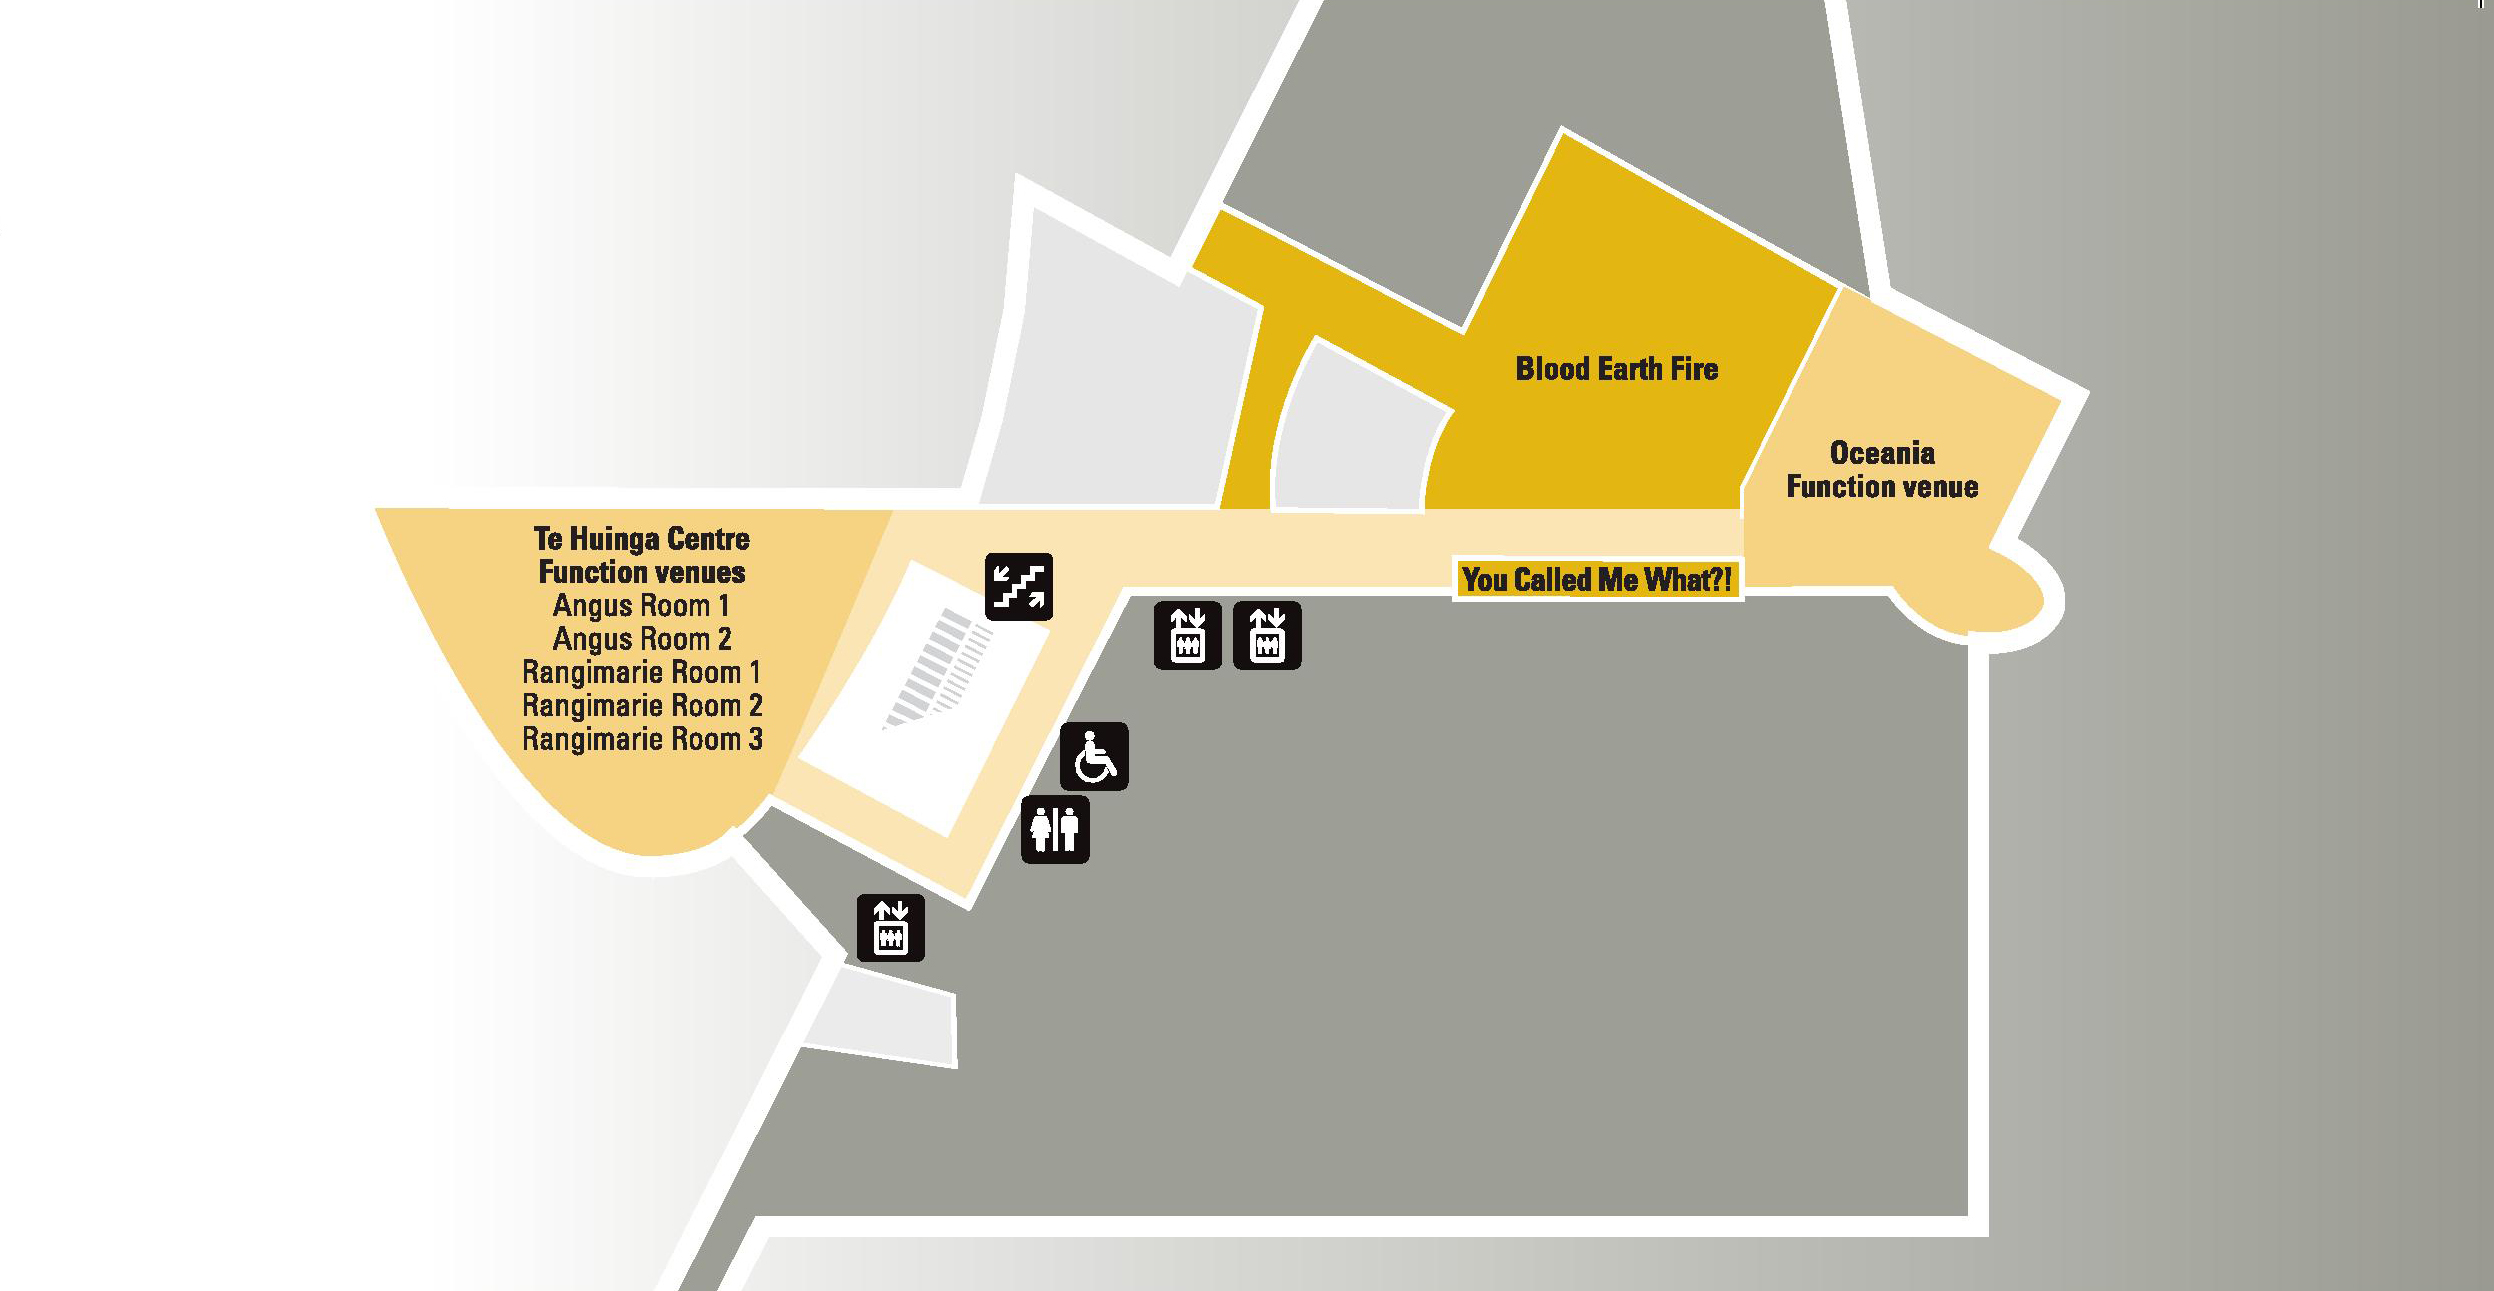 Blood Earth Fire
Oceania
Function venue
Te Huinga Centre
Function venues
Angus Room 1
Angus Room 2
Rangimarie Room 1
Rangimarie Room 2
Rangimarie Room 3
You Called Me What?!